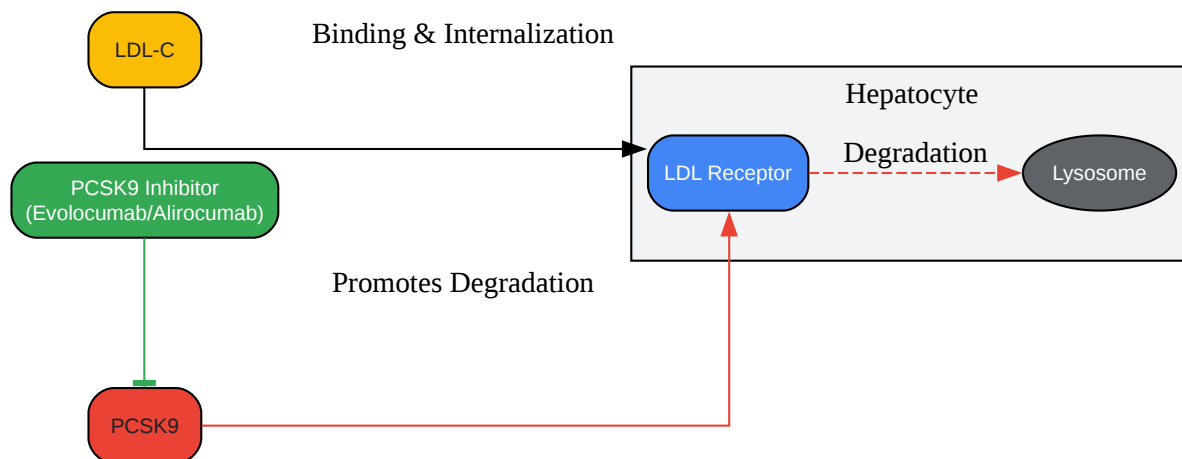 LDL-C
Binding & Internalization
Hepatocyte
Degradation
LDL Receptor
Lysosome
PCSK9 Inhibitor
(Evolocumab/Alirocumab)
Promotes Degradation
PCSK9